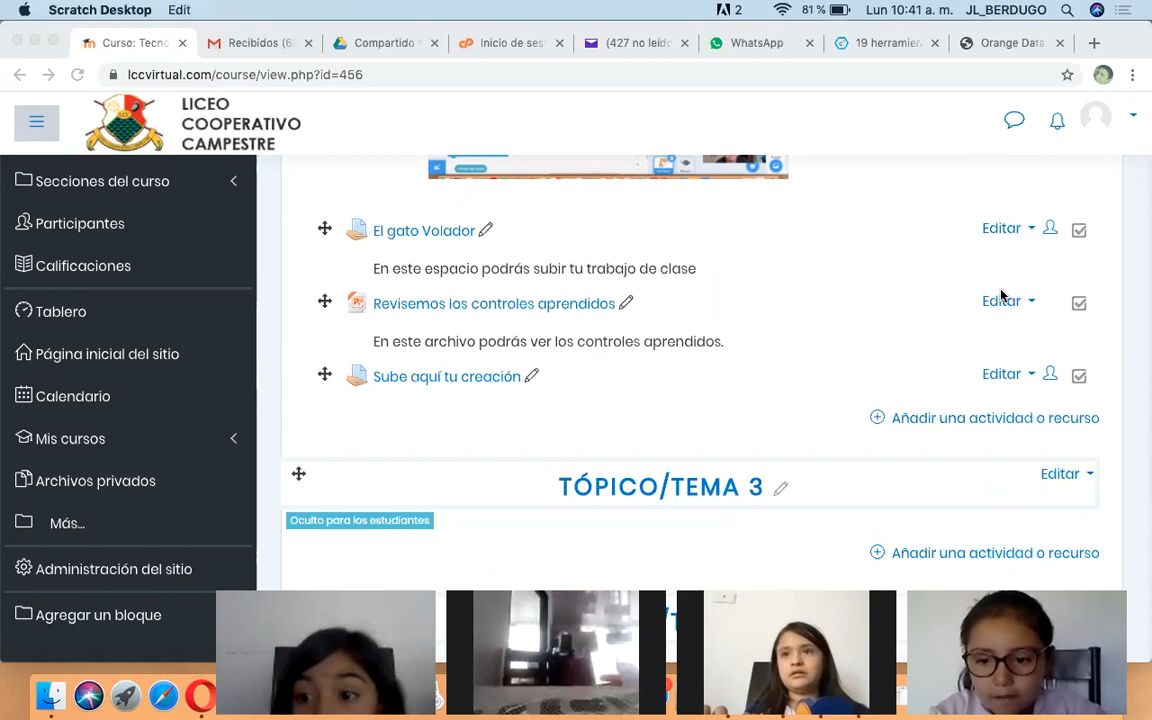 Scratch Desktop Edit 2 81 % Lun 10:41 a. m. JL_BERDUGO
Curso: Tecno Recibidos (6 Compartido Inicio de ses (427 no leído WhatsApp 19 herramier Orange Data
lccvirtual.com/course/view.php?id=456
LICEO
COOPERATIVO
CAMPESTRE
Secciones del curso
Participantes
Calificaciones
Tablero
Página inicial del sitio
Calendario
Mis cursos
Archivos privados
Más...
Administración del sitio
Agregar un bloque
El gato Volador Editar
En este espacio podrás subir tu trabajo de clase
Revisemos los controles aprendidos Editar
En este archivo podrás ver los controles aprendidos.
Sube aquí tu creación Editar
Añadir una actividad o recurso
TÓPICO/TEMA 3 Editar
Oculto para los estudiantes
Añadir una actividad o recurso